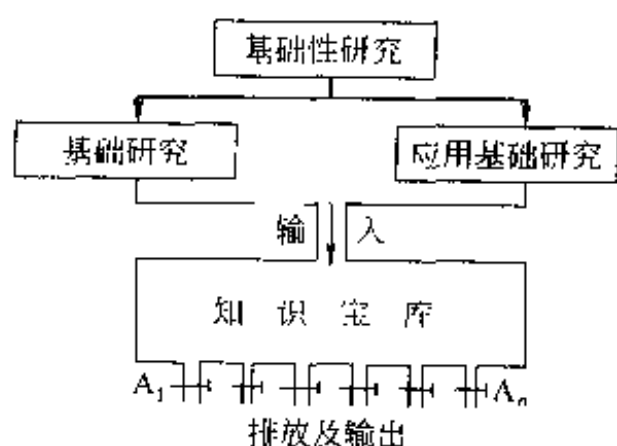 基础性研究
基础研究
应用基础研究
输 入
知 识 宝 库
A₁
Aₙ
排放及输出